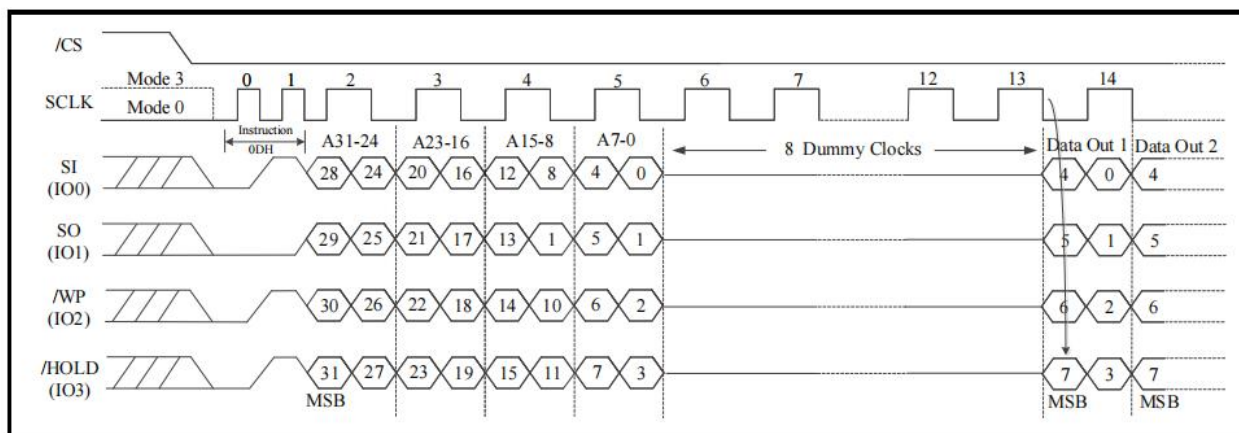 /CS
Mode 3 0 1 2 3 4 5 6 7 12 13 14
SCLK
Mode 0
Instruction
0DH
A31-24 A23-16 A15-8 A7-0
8 Dummy Clocks
Data Out 1 Data Out 2
SI
(IO0)
28 24 20 16 12 8 4 0 4 0 4
SO
(IO1)
29 25 21 17 13 1 5 1 5 1 5
/WP
(IO2)
30 26 22 18 14 10 6 2 6 2 6
/HOLD
(IO3)
31 27 23 19 15 11 7 3 7 3 7
MSB MSB MSB